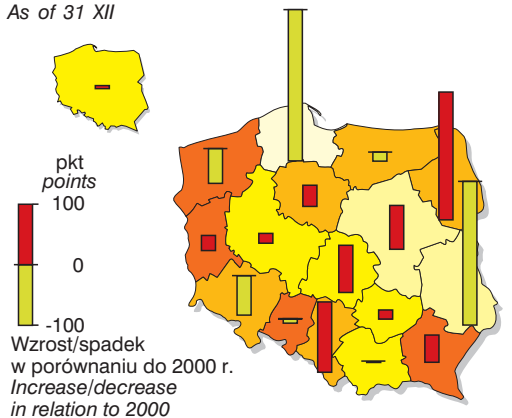 As of 31 XII
pkt
points
100
0
-100
Wzrost/spadek
w porównaniu do 2000 r.
Increase/decrease
in relation to 2000